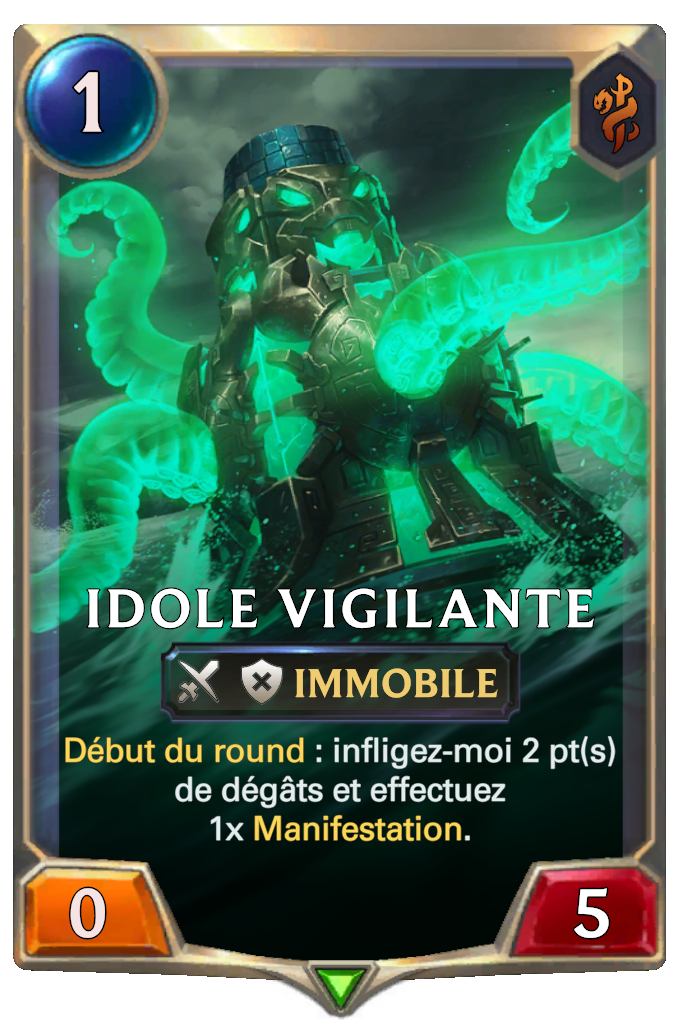 1
IDOLE VIGILANTE
IMMOBILE
Début du round : infligez-moi 2 pt(s)
de dégâts et effectuez
1x Manifestation.
0
5